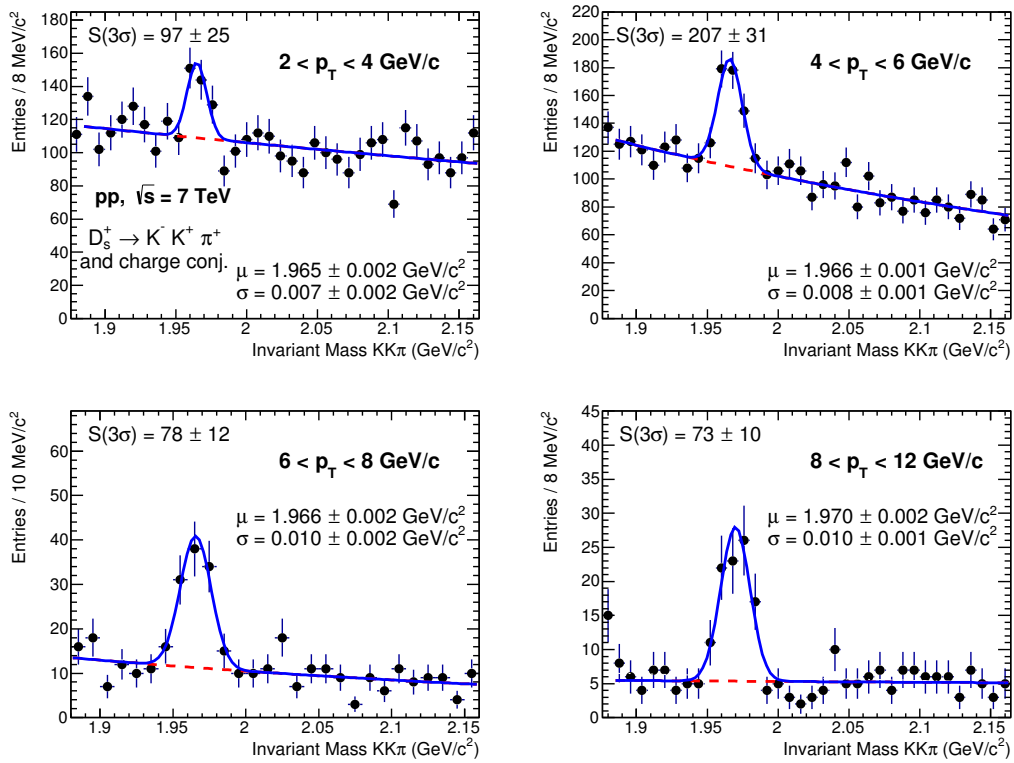 S(3σ) = 97 ± 25
2 < p_T < 4 GeV/c
pp, √s = 7 TeV
D_s^+ → K^- K^+ π^+
and charge conj.
μ = 1.965 ± 0.002 GeV/c^2
σ = 0.007 ± 0.002 GeV/c^2
Entries / 8 MeV/c^2
180
160
140
120
100
80
60
40
20
0
1.9 1.95 2 2.05 2.1 2.15
Invariant Mass KKπ (GeV/c^2)
S(3σ) = 207 ± 31
4 < p_T < 6 GeV/c
μ = 1.966 ± 0.001 GeV/c^2
σ = 0.008 ± 0.001 GeV/c^2
Entries / 8 MeV/c^2
220
200
180
160
140
120
100
80
60
40
20
0
1.9 1.95 2 2.05 2.1 2.15
Invariant Mass KKπ (GeV/c^2)
S(3σ) = 78 ± 12
6 < p_T < 8 GeV/c
μ = 1.966 ± 0.002 GeV/c^2
σ = 0.010 ± 0.002 GeV/c^2
Entries / 10 MeV/c^2
60
50
40
30
20
10
0
1.9 1.95 2 2.05 2.1 2.15
Invariant Mass KKπ (GeV/c^2)
S(3σ) = 73 ± 10
8 < p_T < 12 GeV/c
μ = 1.970 ± 0.002 GeV/c^2
σ = 0.010 ± 0.001 GeV/c^2
Entries / 8 MeV/c^2
45
40
35
30
25
20
15
10
5
0
1.9 1.95 2 2.05 2.1 2.15
Invariant Mass KKπ (GeV/c^2)